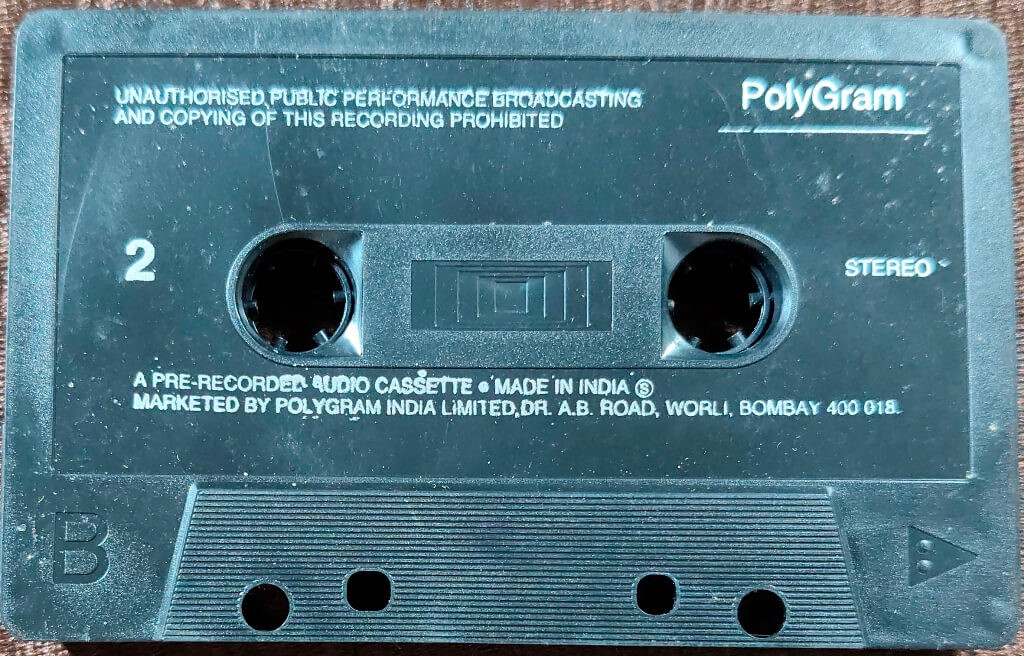 UNAUTHORISED PUBLIC PERFORMANCE BROADCASTING
AND COPYING OF THIS RECORDING PROHIBITED
PolyGram
2
STEREO
A PRE-RECORDED AUDIO CASSETTE • MADE IN INDIA Ⓢ
MARKETED BY POLYGRAM INDIA LIMITED, DR. A.B. ROAD, WORLI, BOMBAY 400 018.
B